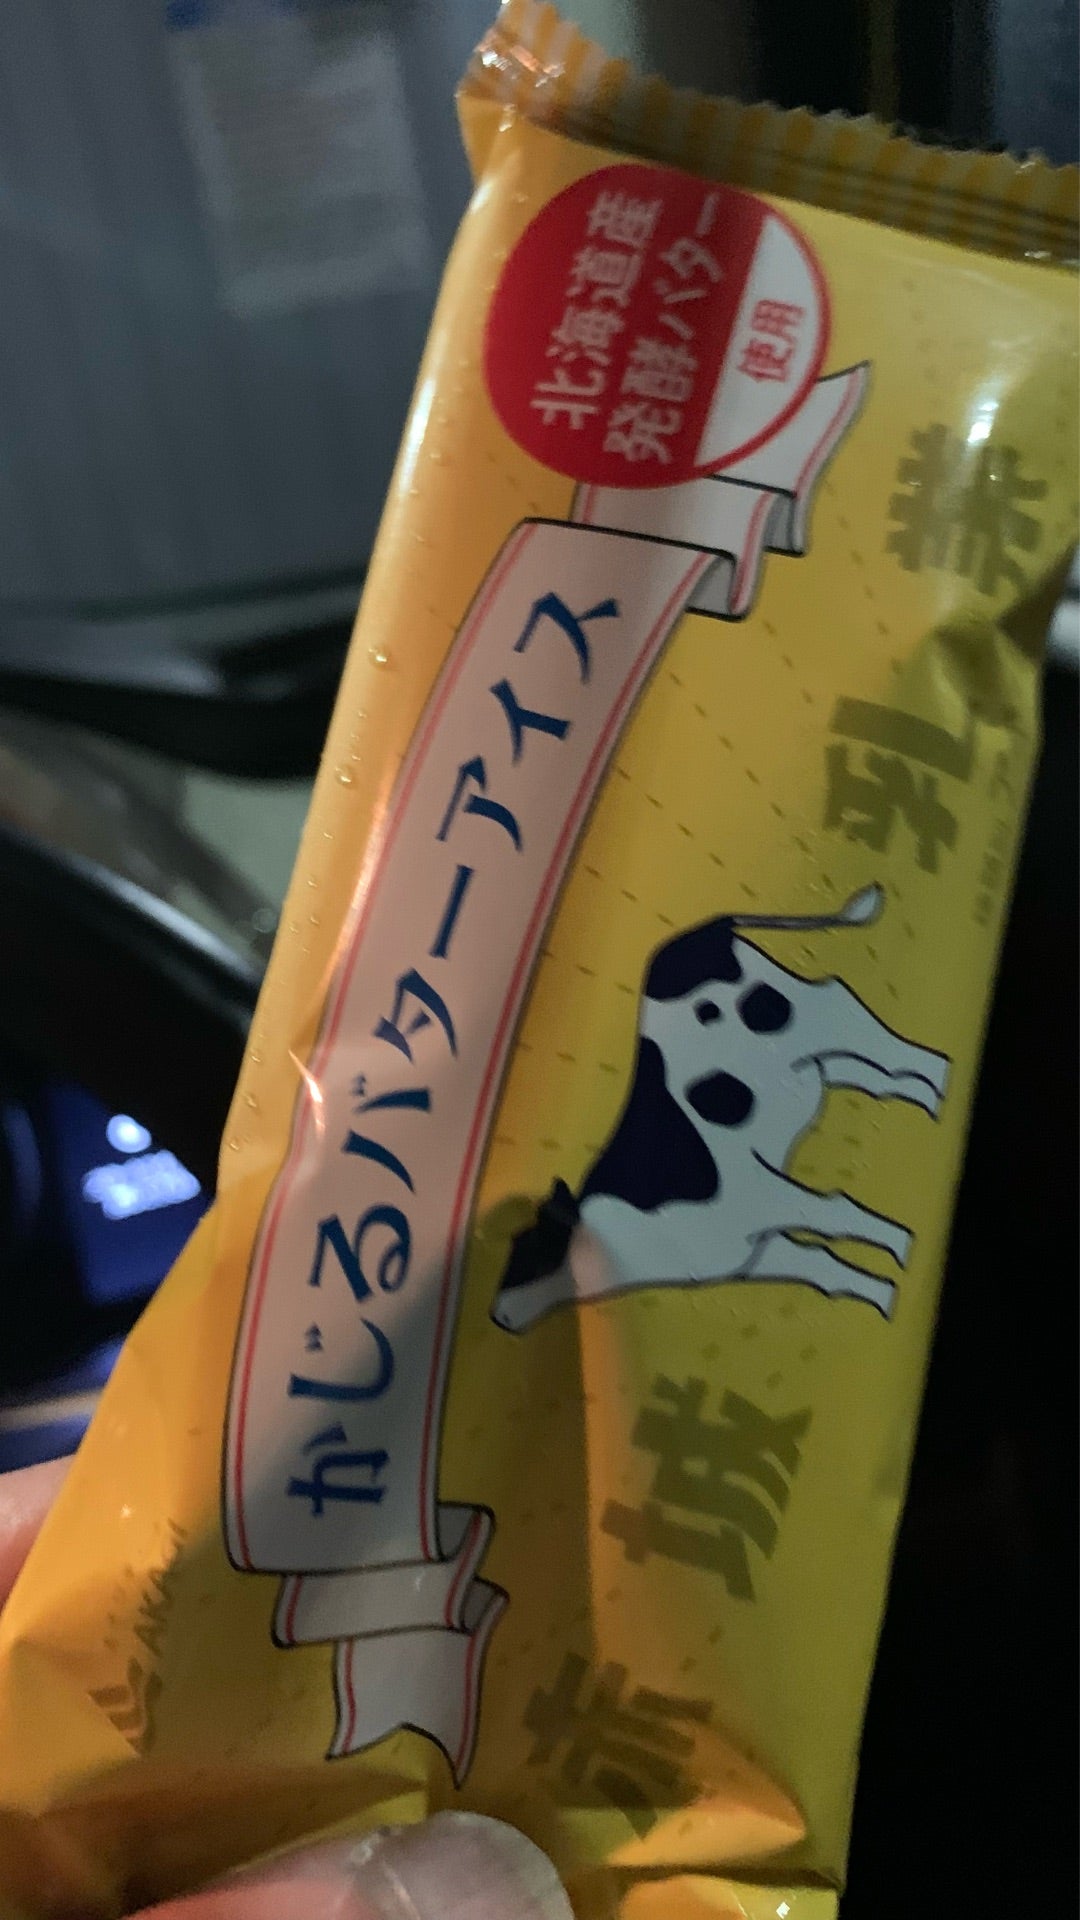 北海道産
発酵バター
使用
かじるバターアイス
赤城乳業
AKAGI